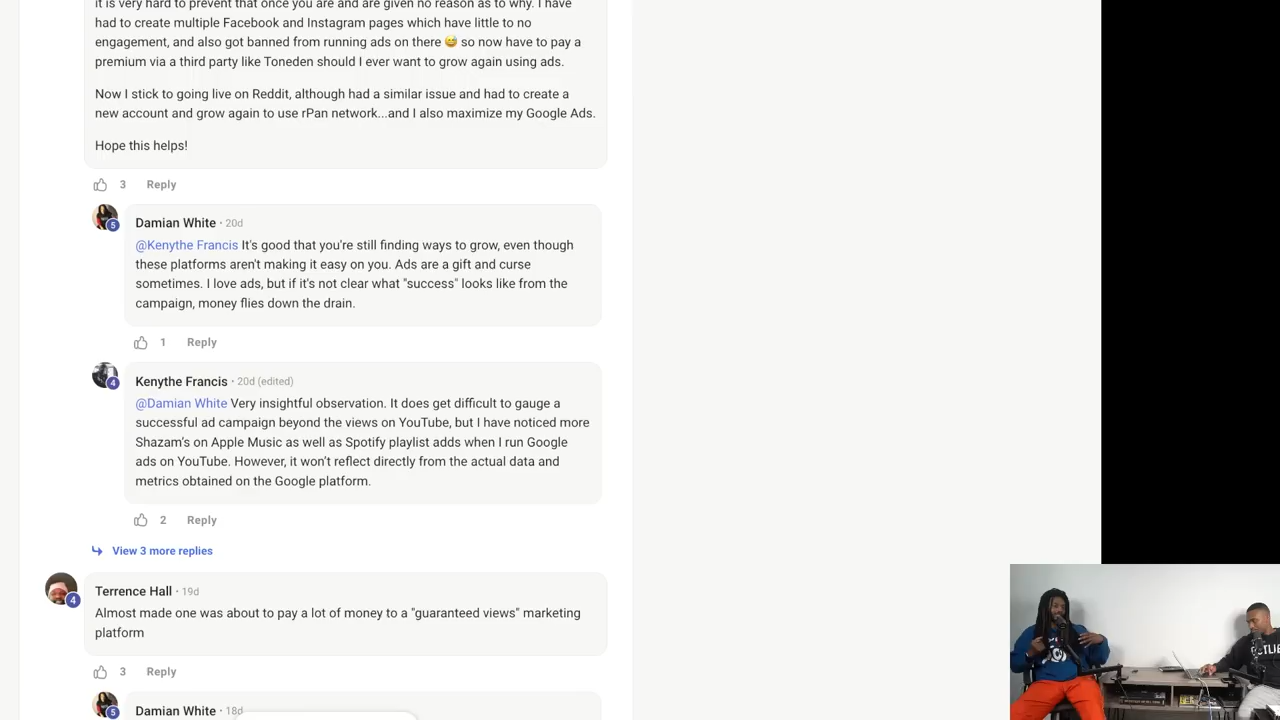 it is very hard to prevent that once you are and are given no reason as to why. I have
had to create multiple Facebook and Instagram pages which have little to no
engagement, and also got banned from running ads on there 😅 so now have to pay a
premium via a third party like Toneden should I ever want to grow again using ads.
Now I stick to going live on Reddit, although had a similar issue and had to create a
new account and grow again to use rPan network...and I also maximize my Google Ads.
Hope this helps!
3 Reply
5
Damian White · 20d
@Kenythe Francis It's good that you're still finding ways to grow, even though
these platforms aren't making it easy on you. Ads are a gift and curse
sometimes. I love ads, but if it's not clear what "success" looks like from the
campaign, money flies down the drain.
1 Reply
4
Kenythe Francis · 20d (edited)
@Damian White Very insightful observation. It does get difficult to gauge a
successful ad campaign beyond the views on YouTube, but I have noticed more
Shazam's on Apple Music as well as Spotify playlist adds when I run Google
ads on YouTube. However, it won't reflect directly from the actual data and
metrics obtained on the Google platform.
2 Reply
View 3 more replies
4
Terrence Hall · 19d
Almost made one was about to pay a lot of money to a "guaranteed views" marketing
platform
3 Reply
5
Damian White · 18d